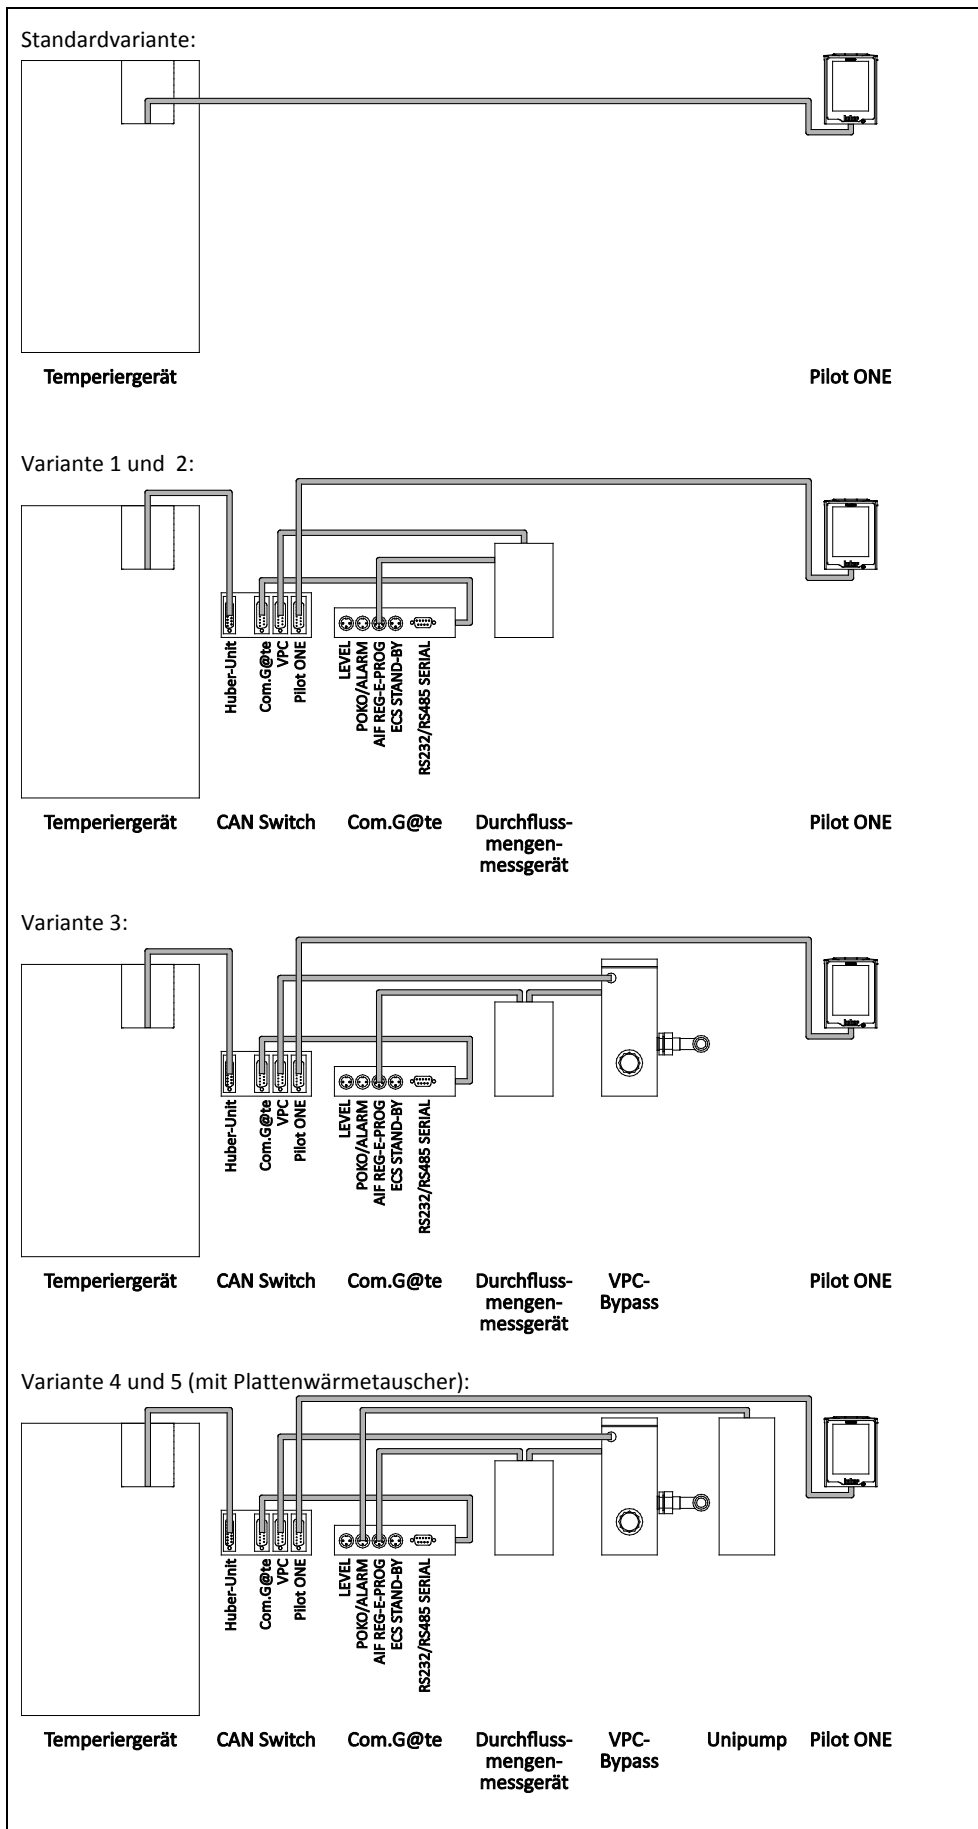 Standardvariante:
huber
Temperiergerät
Pilot ONE
Variante 1 und 2:
huber
Huber-Unit
Com.G@te
VPC
Pilot ONE
LEVEL
POKO/ALARM
AIF REG-E-PROG
ECS STAND-BY
RS232/RS485 SERIAL
Temperiergerät
CAN Switch
Com.G@te
Durchfluss-
mengen-
messgerät
Pilot ONE
Variante 3:
huber
Huber-Unit
Com.G@te
VPC
Pilot ONE
LEVEL
POKO/ALARM
AIF REG-E-PROG
ECS STAND-BY
RS232/RS485 SERIAL
Temperiergerät
CAN Switch
Com.G@te
Durchfluss-
mengen-
messgerät
VPC-
Bypass
Pilot ONE
Variante 4 und 5 (mit Plattenwärmetauscher):
huber
Huber-Unit
Com.G@te
VPC
Pilot ONE
LEVEL
POKO/ALARM
AIF REG-E-PROG
ECS STAND-BY
RS232/RS485 SERIAL
Temperiergerät
CAN Switch
Com.G@te
Durchfluss-
mengen-
messgerät
VPC-
Bypass
Unipump
Pilot ONE